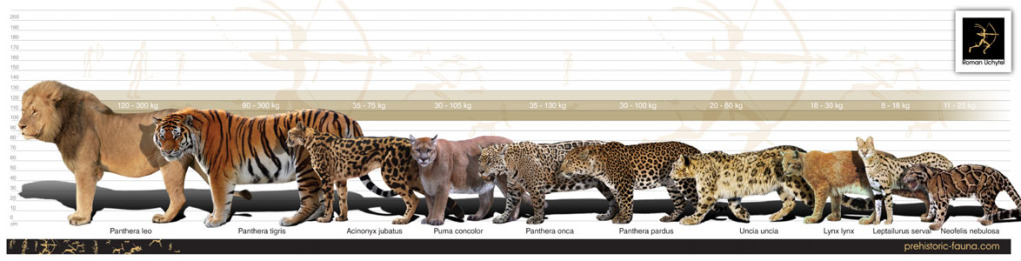 200
190
180
170
160
150
140
130
120
110
100
90
80
70
60
50
40
30
20
10
0
cm
Roman Uchytel
120 - 300 kg
90 - 300 kg
35 - 75 kg
30 - 105 kg
35 - 130 kg
30 - 100 kg
20 - 60 kg
18 - 30 kg
8 - 18 kg
11 - 23 kg
Panthera leo
Panthera tigris
Acinonyx jubatus
Puma concolor
Panthera onca
Panthera pardus
Uncia uncia
Lynx lynx
Leptailurus serval
Neofelis nebulosa
prehistoric-fauna.com